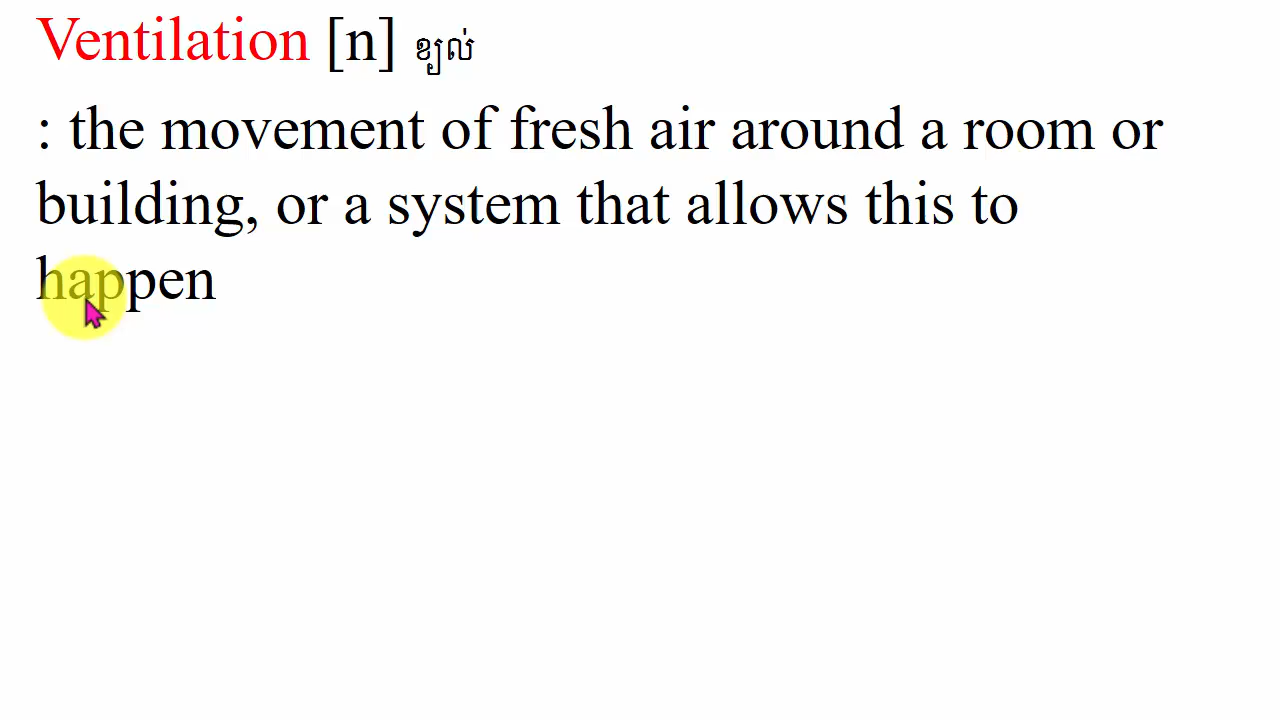 Ventilation [n] ខ្យល់
: the movement of fresh air around a room or
building, or a system that allows this to
happen